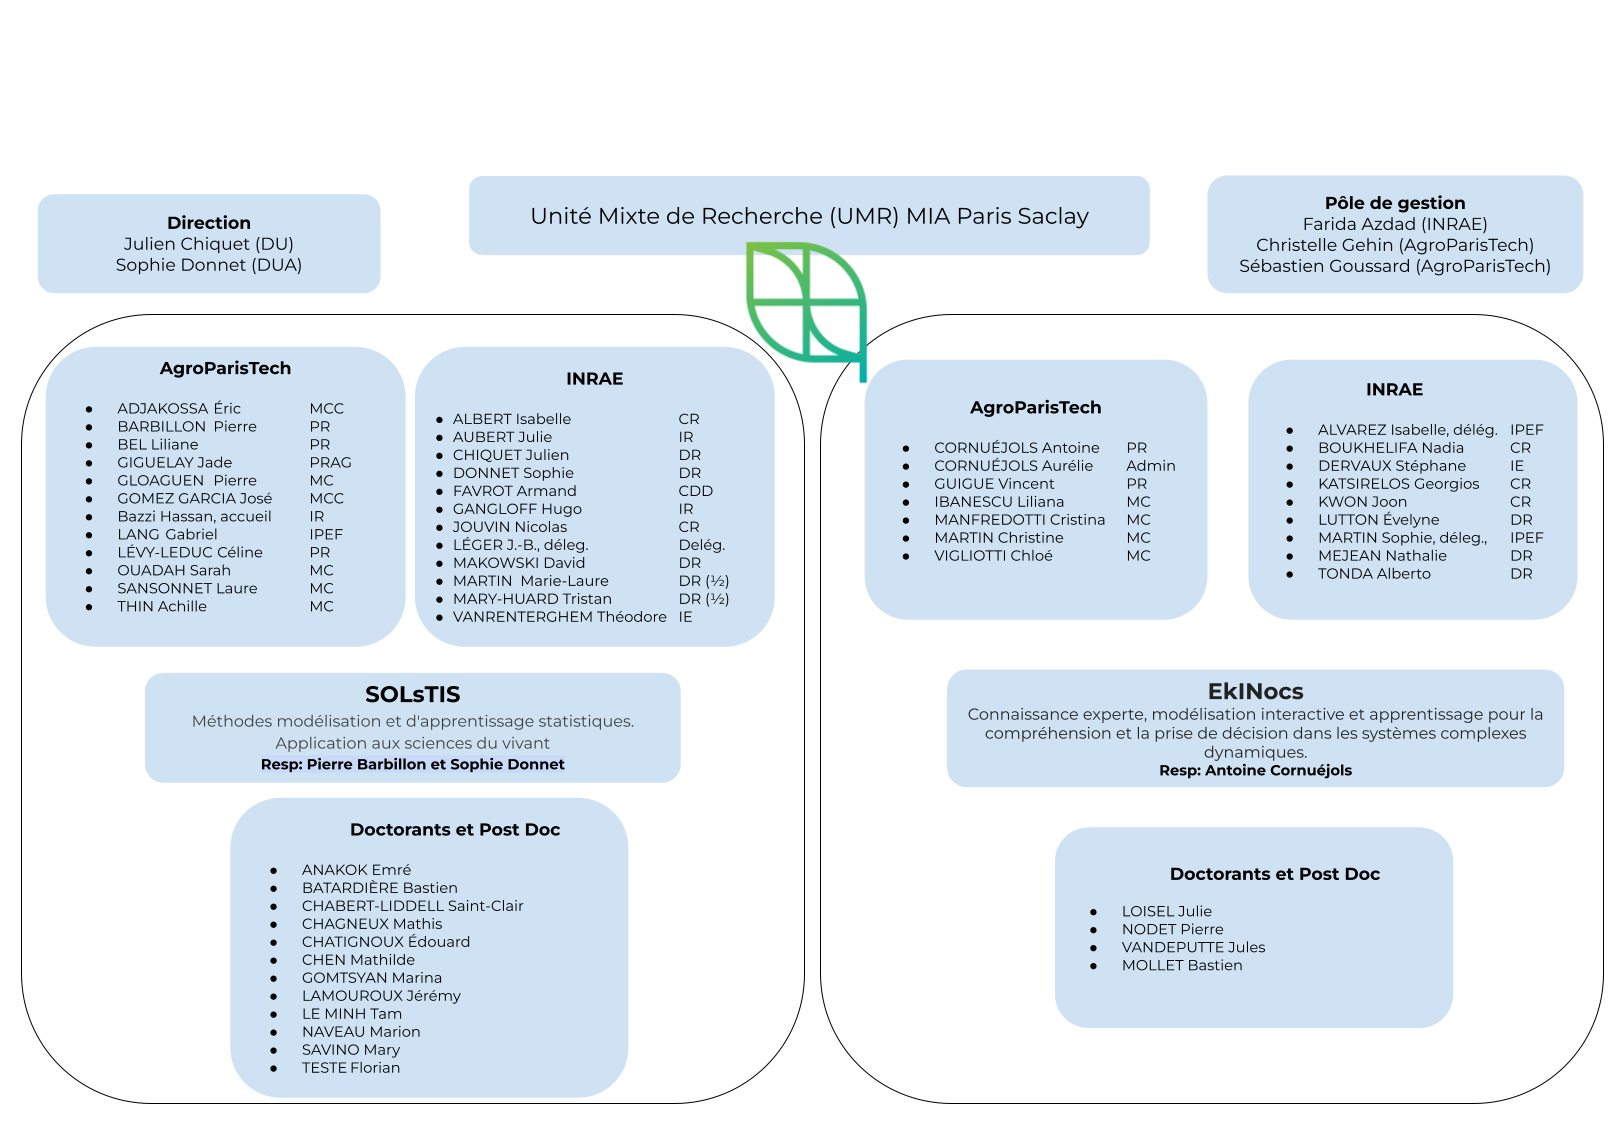 Unité Mixte de Recherche (UMR) MIA Paris Saclay
Direction
Julien Chiquet (DU)
Sophie Donnet (DUA)
Pôle de gestion
Farida Azdad (INRAE)
Christelle Gehin (AgroParisTech)
Sébastien Goussard (AgroParisTech)
AgroParisTech
● ADJAKOSSA Éric MCC
● BARBILLON Pierre PR
● BEL Liliane PR
● GIGUELAY Jade PRAG
● GLOAGUEN Pierre MC
● GOMEZ GARCIA José MCC
● Bazzi Hassan, accueil IR
● LANG Gabriel IPEF
● LÉVY-LEDUC Céline PR
● OUADAH Sarah MC
● SANSONNET Laure MC
● THIN Achille MC
INRAE
● ALBERT Isabelle CR
● AUBERT Julie IR
● CHIQUET Julien DR
● DONNET Sophie DR
● FAVROT Armand CDD
● GANGLOFF Hugo IR
● JOUVIN Nicolas CR
● LÉGER J.-B., déleg. Delég.
● MAKOWSKI David DR
● MARTIN Marie-Laure DR (½)
● MARY-HUARD Tristan DR (½)
● VANRENTERGHEM Théodore IE
SOLsTIS
Méthodes modélisation et d'apprentissage statistiques.
Application aux sciences du vivant
Resp: Pierre Barbillon et Sophie Donnet
Doctorants et Post Doc
● ANAKOK Emré
● BATARDIÈRE Bastien
● CHABERT-LIDDELL Saint-Clair
● CHAGNEUX Mathis
● CHATIGNOUX Édouard
● CHEN Mathilde
● GOMTSYAN Marina
● LAMOUROUX Jérémy
● LE MINH Tam
● NAVEAU Marion
● SAVINO Mary
● TESTE Florian
AgroParisTech
● CORNUÉJOLS Antoine PR
● CORNUÉJOLS Aurélie Admin
● GUIGUE Vincent PR
● IBANESCU Liliana MC
● MANFREDOTTI Cristina MC
● MARTIN Christine MC
● VIGLIOTTI Chloé MC
INRAE
● ALVAREZ Isabelle, délég. IPEF
● BOUKHELIFA Nadia CR
● DERVAUX Stéphane IE
● KATSIRELOS Georgios CR
● KWON Joon CR
● LUTTON Évelyne DR
● MARTIN Sophie, déleg., IPEF
● MEJEAN Nathalie DR
● TONDA Alberto DR
EkINocs
Connaissance experte, modélisation interactive et apprentissage pour la
compréhension et la prise de décision dans les systèmes complexes
dynamiques.
Resp: Antoine Cornuéjols
Doctorants et Post Doc
● LOISEL Julie
● NODET Pierre
● VANDEPUTTE Jules
● MOLLET Bastien